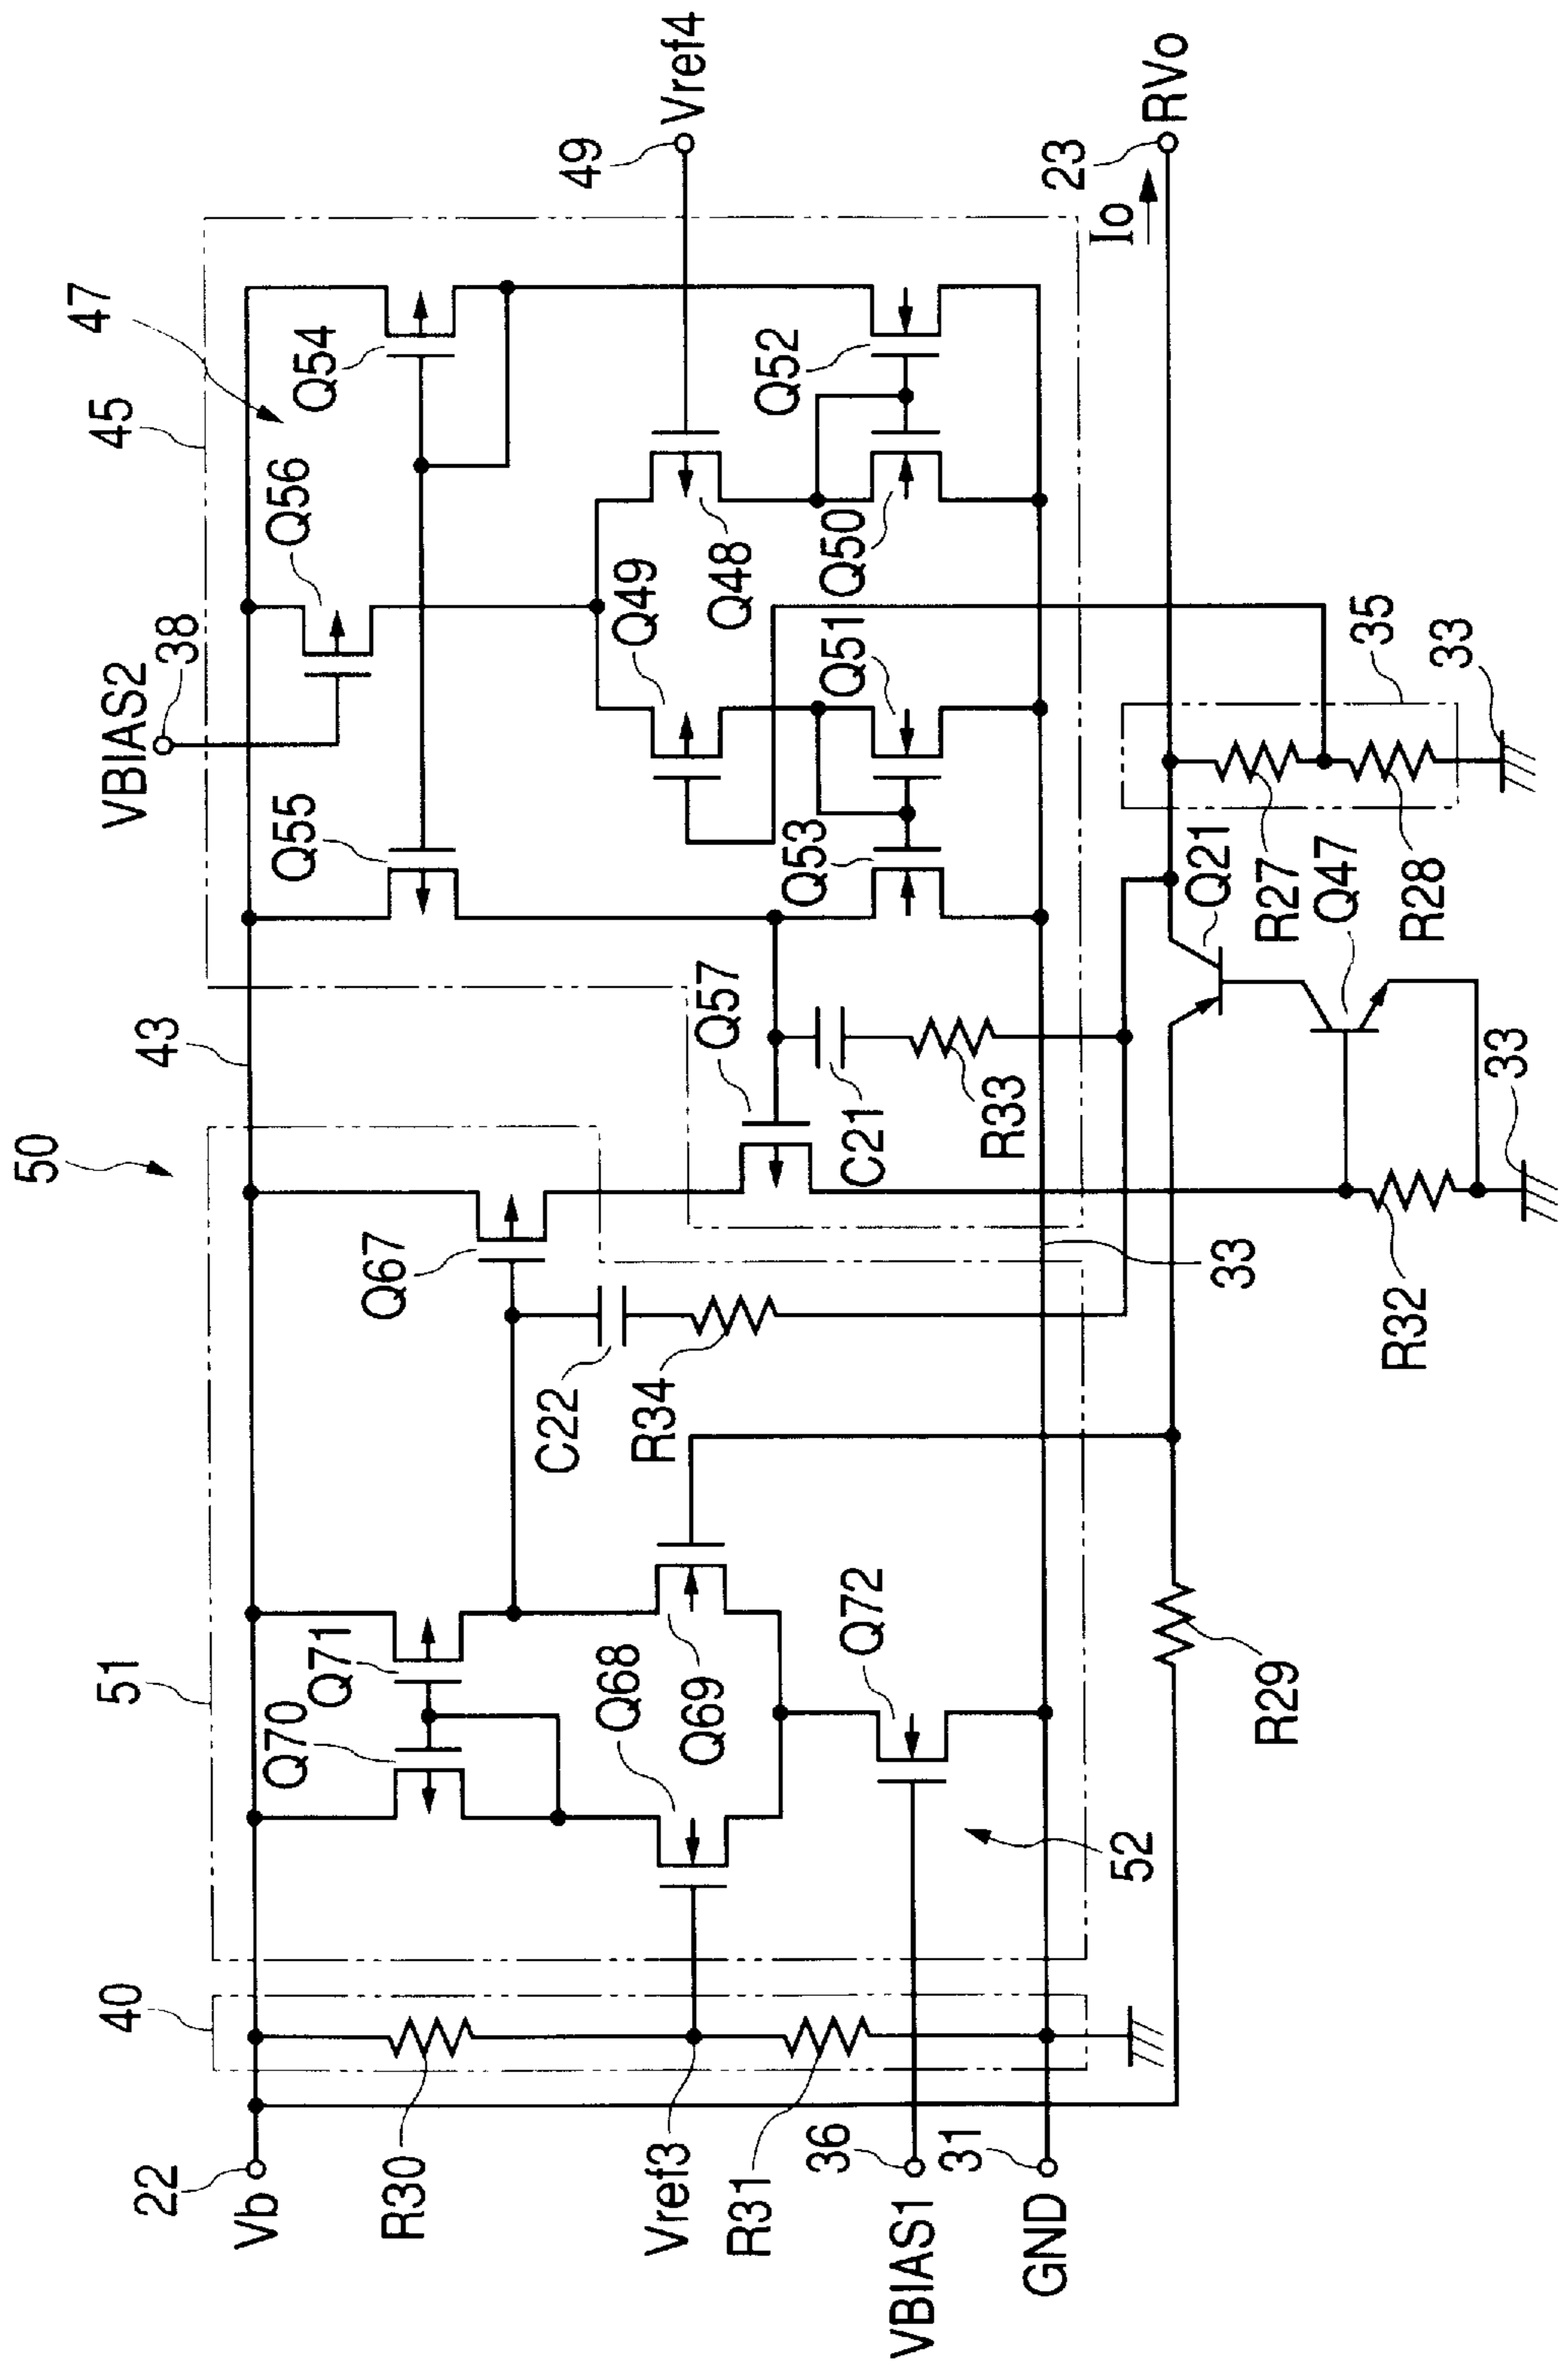 50
43
45
47
VBIAS2
38
Q56
Q54
Q55
49
Vref4
Q49
Q48
Q50
Q52
Q51
Q53
Q57
C21
R33
51
Q70
Q71
Q67
C22
R34
Q68
Q69
Q72
52
33
40
22
Vb
R30
Vref3
R31
36
VBIAS1
31
GND
R29
R32
33
Q47
Q21
R27
R28
35
33
Io
23
RVo